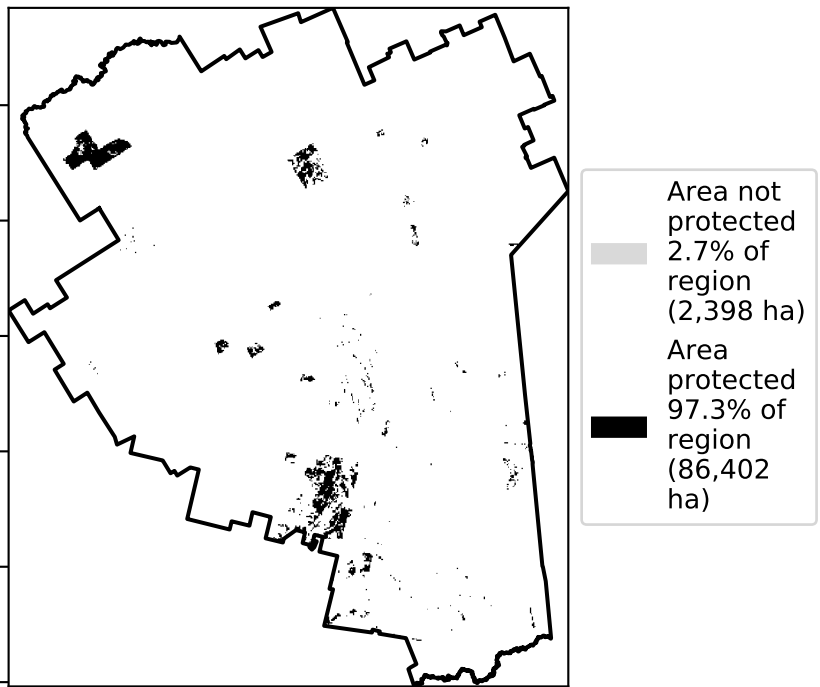 Area not
protected
2.7% of
region
(2,398 ha)
Area
protected
97.3% of
region
(86,402
ha)